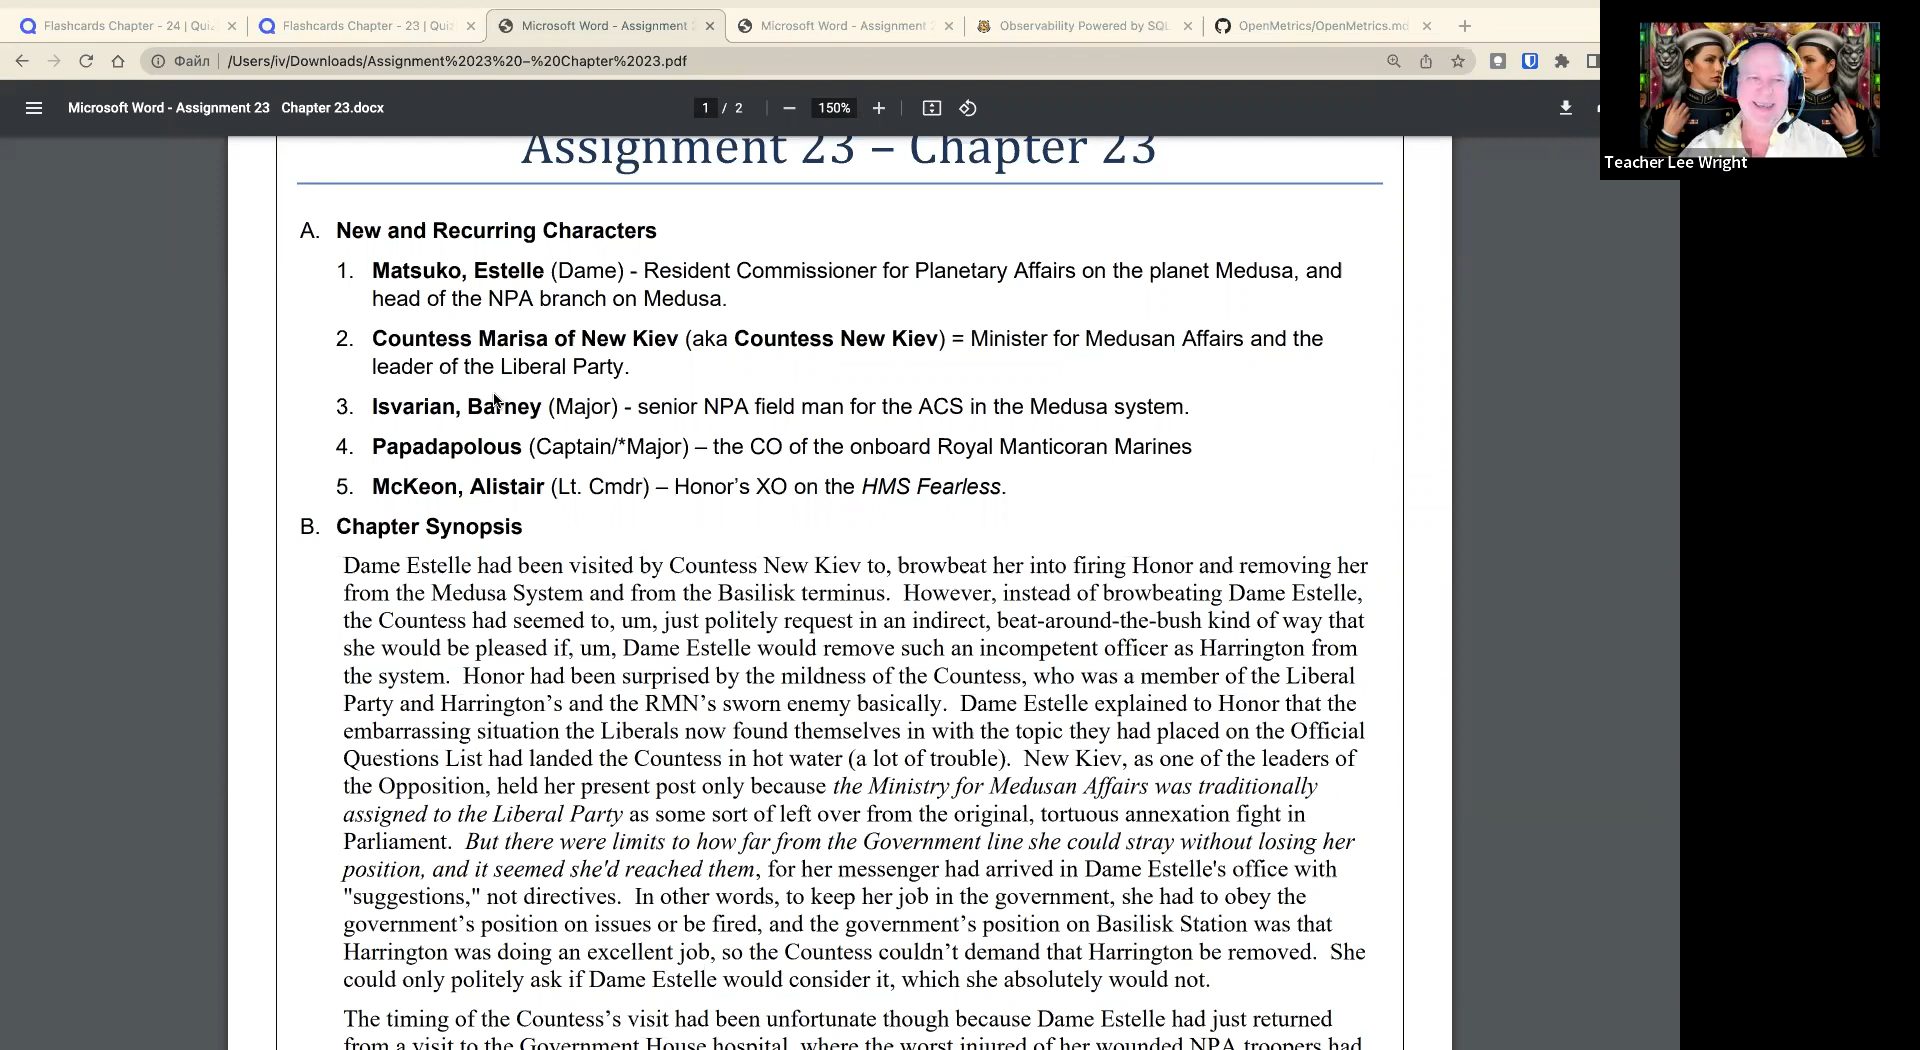 Flashcards Chapter - 24 | Qui
Flashcards Chapter - 23 | Qui
Microsoft Word - Assignment
Microsoft Word - Assignment
Observability Powered by SQL
OpenMetrics/OpenMetrics.md
Файл
/Users/iv/Downloads/Assignment%2023%20–%20Chapter%2023.pdf
Microsoft Word - Assignment 23 Chapter 23.docx
1 / 2
150%
Teacher Lee Wright
Assignment 23 – Chapter 23
A. New and Recurring Characters
1. Matsuko, Estelle (Dame) - Resident Commissioner for Planetary Affairs on the planet Medusa, and
head of the NPA branch on Medusa.
2. Countess Marisa of New Kiev (aka Countess New Kiev) = Minister for Medusan Affairs and the
leader of the Liberal Party.
3. Isvarian, Barney (Major) - senior NPA field man for the ACS in the Medusa system.
4. Papadapolous (Captain/*Major) – the CO of the onboard Royal Manticoran Marines
5. McKeon, Alistair (Lt. Cmdr) – Honor’s XO on the HMS Fearless.
B. Chapter Synopsis
Dame Estelle had been visited by Countess New Kiev to, browbeat her into firing Honor and removing her
from the Medusa System and from the Basilisk terminus. However, instead of browbeating Dame Estelle,
the Countess had seemed to, um, just politely request in an indirect, beat-around-the-bush kind of way that
she would be pleased if, um, Dame Estelle would remove such an incompetent officer as Harrington from
the system. Honor had been surprised by the mildness of the Countess, who was a member of the Liberal
Party and Harrington’s and the RMN’s sworn enemy basically. Dame Estelle explained to Honor that the
embarrassing situation the Liberals now found themselves in with the topic they had placed on the Official
Questions List had landed the Countess in hot water (a lot of trouble). New Kiev, as one of the leaders of
the Opposition, held her present post only because the Ministry for Medusan Affairs was traditionally
assigned to the Liberal Party as some sort of left over from the original, tortuous annexation fight in
Parliament. But there were limits to how far from the Government line she could stray without losing her
position, and it seemed she'd reached them, for her messenger had arrived in Dame Estelle's office with
"suggestions," not directives. In other words, to keep her job in the government, she had to obey the
government’s position on issues or be fired, and the government’s position on Basilisk Station was that
Harrington was doing an excellent job, so the Countess couldn’t demand that Harrington be removed. She
could only politely ask if Dame Estelle would consider it, which she absolutely would not.
The timing of the Countess’s visit had been unfortunate though because Dame Estelle had just returned
from a visit to the Government House hospital, where the worst injured of her wounded NPA troopers had